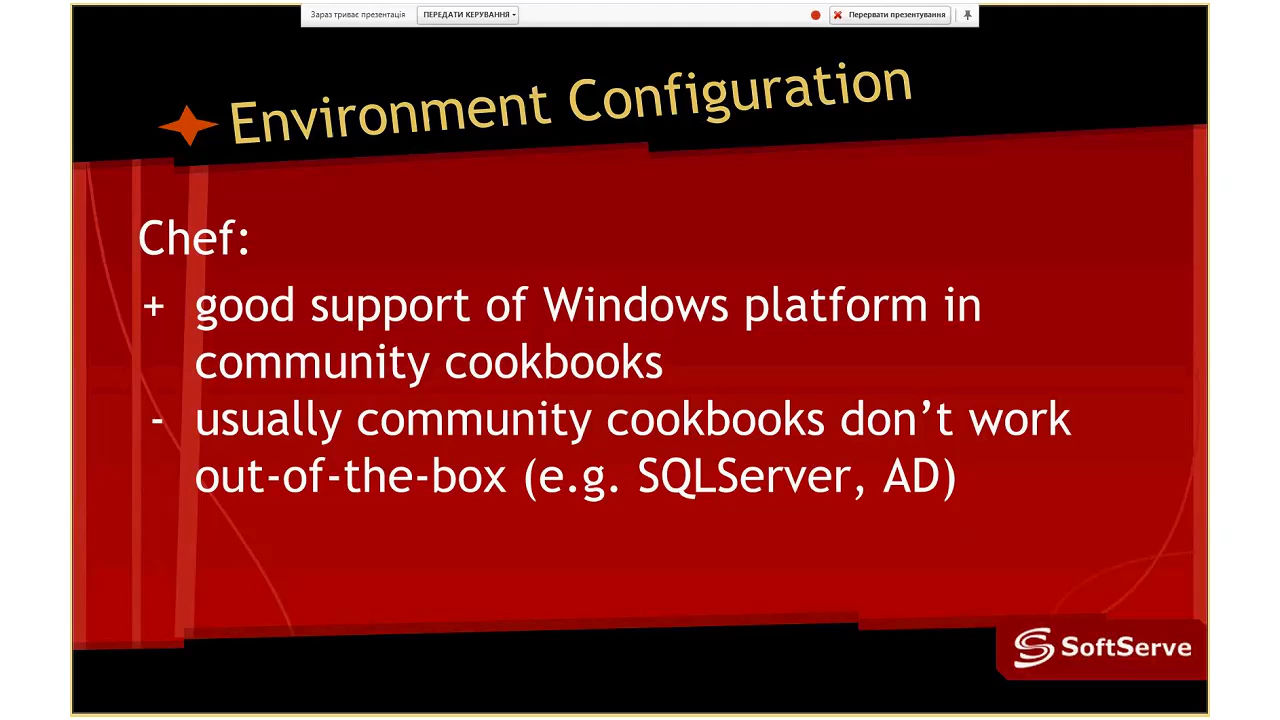 Зараз триває презентація ПЕРЕДАТИ КЕРУВАННЯ Перервати презентування
Environment Configuration
Chef:
+ good support of Windows platform in
community cookbooks
- usually community cookbooks don’t work
out-of-the-box (e.g. SQLServer, AD)
SoftServe